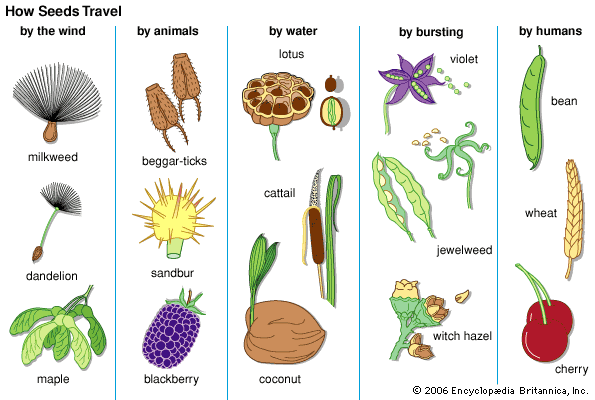 How Seeds Travel
by the wind
by animals
by water
by bursting
by humans
milkweed
dandelion
maple
beggar-ticks
sandbur
blackberry
lotus
cattail
coconut
violet
jewelweed
witch hazel
bean
wheat
cherry
© 2006 Encyclopædia Britannica, Inc.